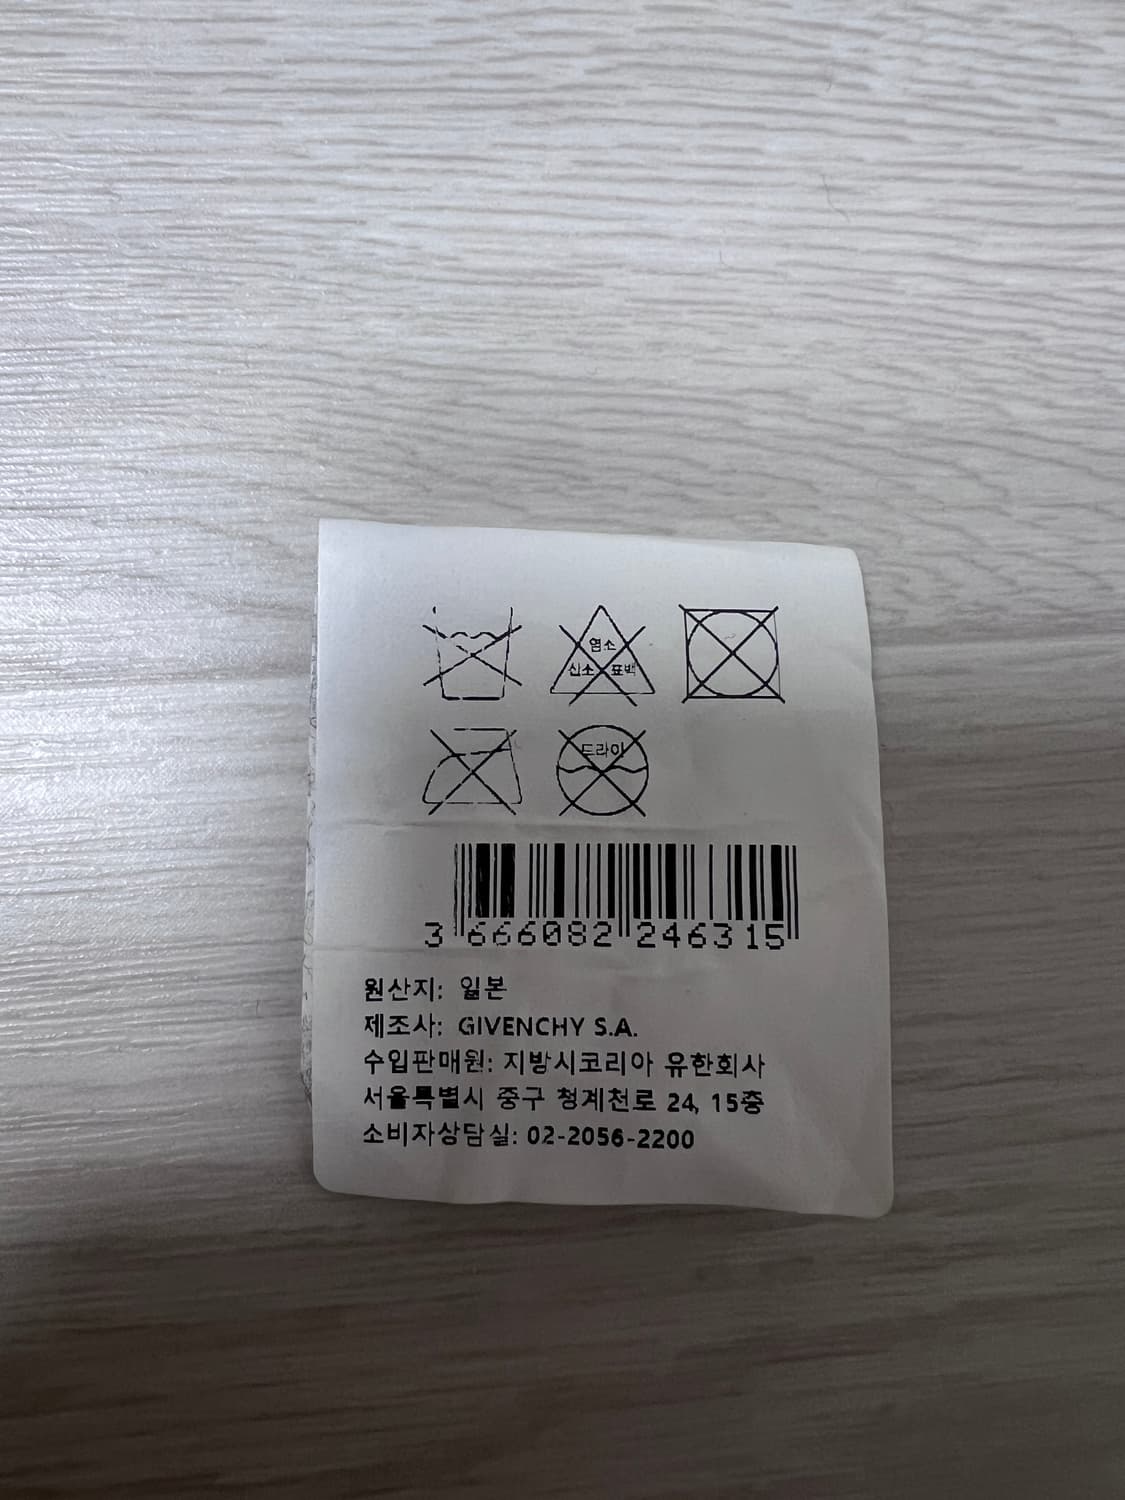 염소
산소 표백
드라이
3 666082 246315
원산지: 일본
제조사: GIVENCHY S.A.
수입판매원: 지방시코리아 유한회사
서울특별시 중구 청계천로 24, 15층
소비자상담실: 02-2056-2200